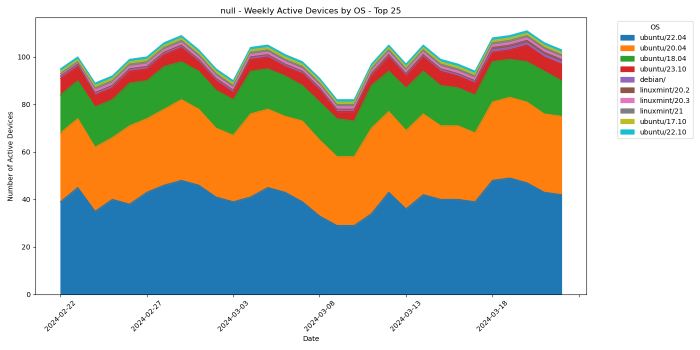 null - Weekly Active Devices by OS - Top 25
OS
ubuntu/22.04
ubuntu/20.04
ubuntu/18.04
ubuntu/23.10
debian/
linuxmint/20.2
linuxmint/20.3
linuxmint/21
ubuntu/17.10
ubuntu/22.10
Number of Active Devices
100
80
60
40
20
0
2024-02-22
2024-02-27
2024-03-03
2024-03-08
2024-03-13
2024-03-18
Date